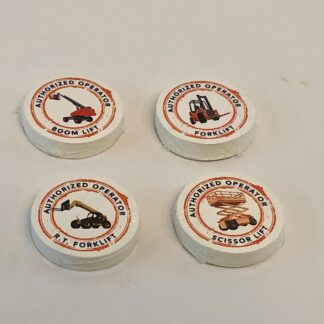 AUTHORIZED OPERATOR
BOOM LIFT
AUTHORIZED OPERATOR
FORKLIFT
AUTHORIZED OPERATOR
R.T. FORKLIFT
AUTHORIZED OPERATOR
SCISSOR LIFT